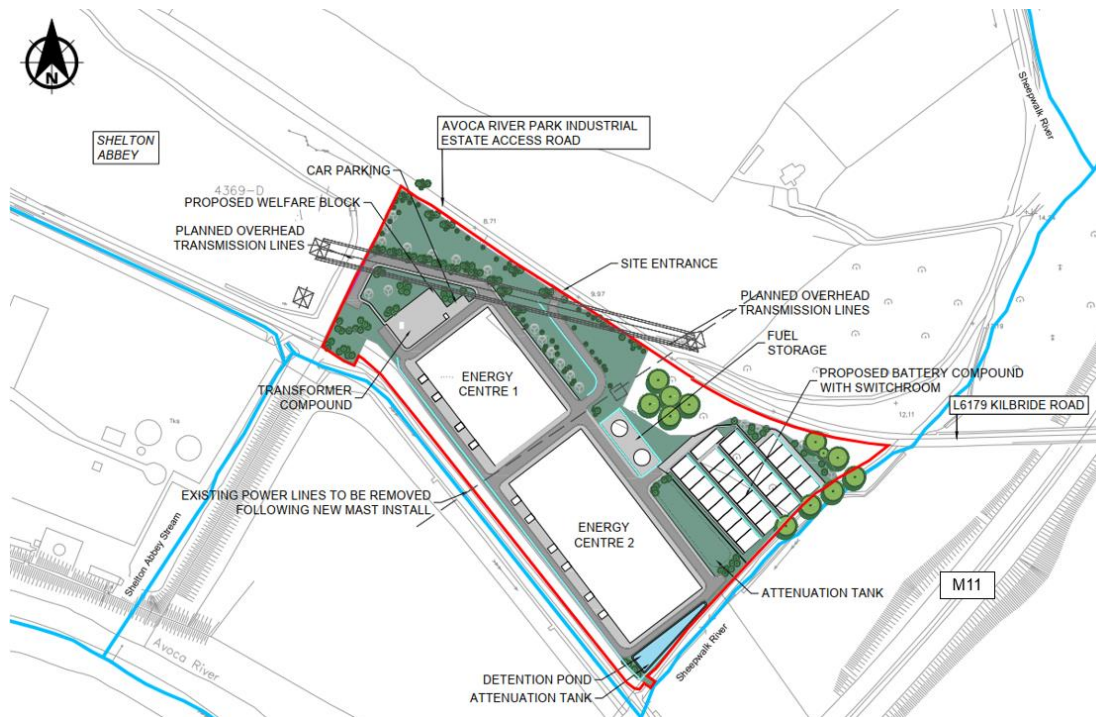 N
SHELTON
ABBEY
AVOCA RIVER PARK INDUSTRIAL
ESTATE ACCESS ROAD
Sheepwalk River
CAR PARKING
4369-D
PROPOSED WELFARE BLOCK
8.71
PLANNED OVERHEAD
TRANSMISSION LINES
SITE ENTRANCE
9.97
PLANNED OVERHEAD
TRANSMISSION LINES
FUEL
STORAGE
PROPOSED BATTERY COMPOUND
WITH SWITCHROOM
ENERGY
CENTRE 1
TRANSFORMER
COMPOUND
L6179 KILBRIDE ROAD
12.11
Tks
EXISTING POWER LINES TO BE REMOVED
FOLLOWING NEW MAST INSTALL
ENERGY
CENTRE 2
Shelton Abbey Stream
M11
ATTENUATION TANK
Avoca River
Sheepwalk River
DETENTION POND
ATTENUATION TANK